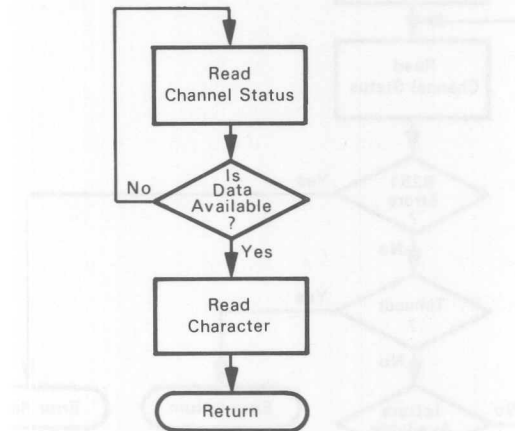 Read
Channel Status
Is
Data
Available
?
No
Yes
Read
Character
Return